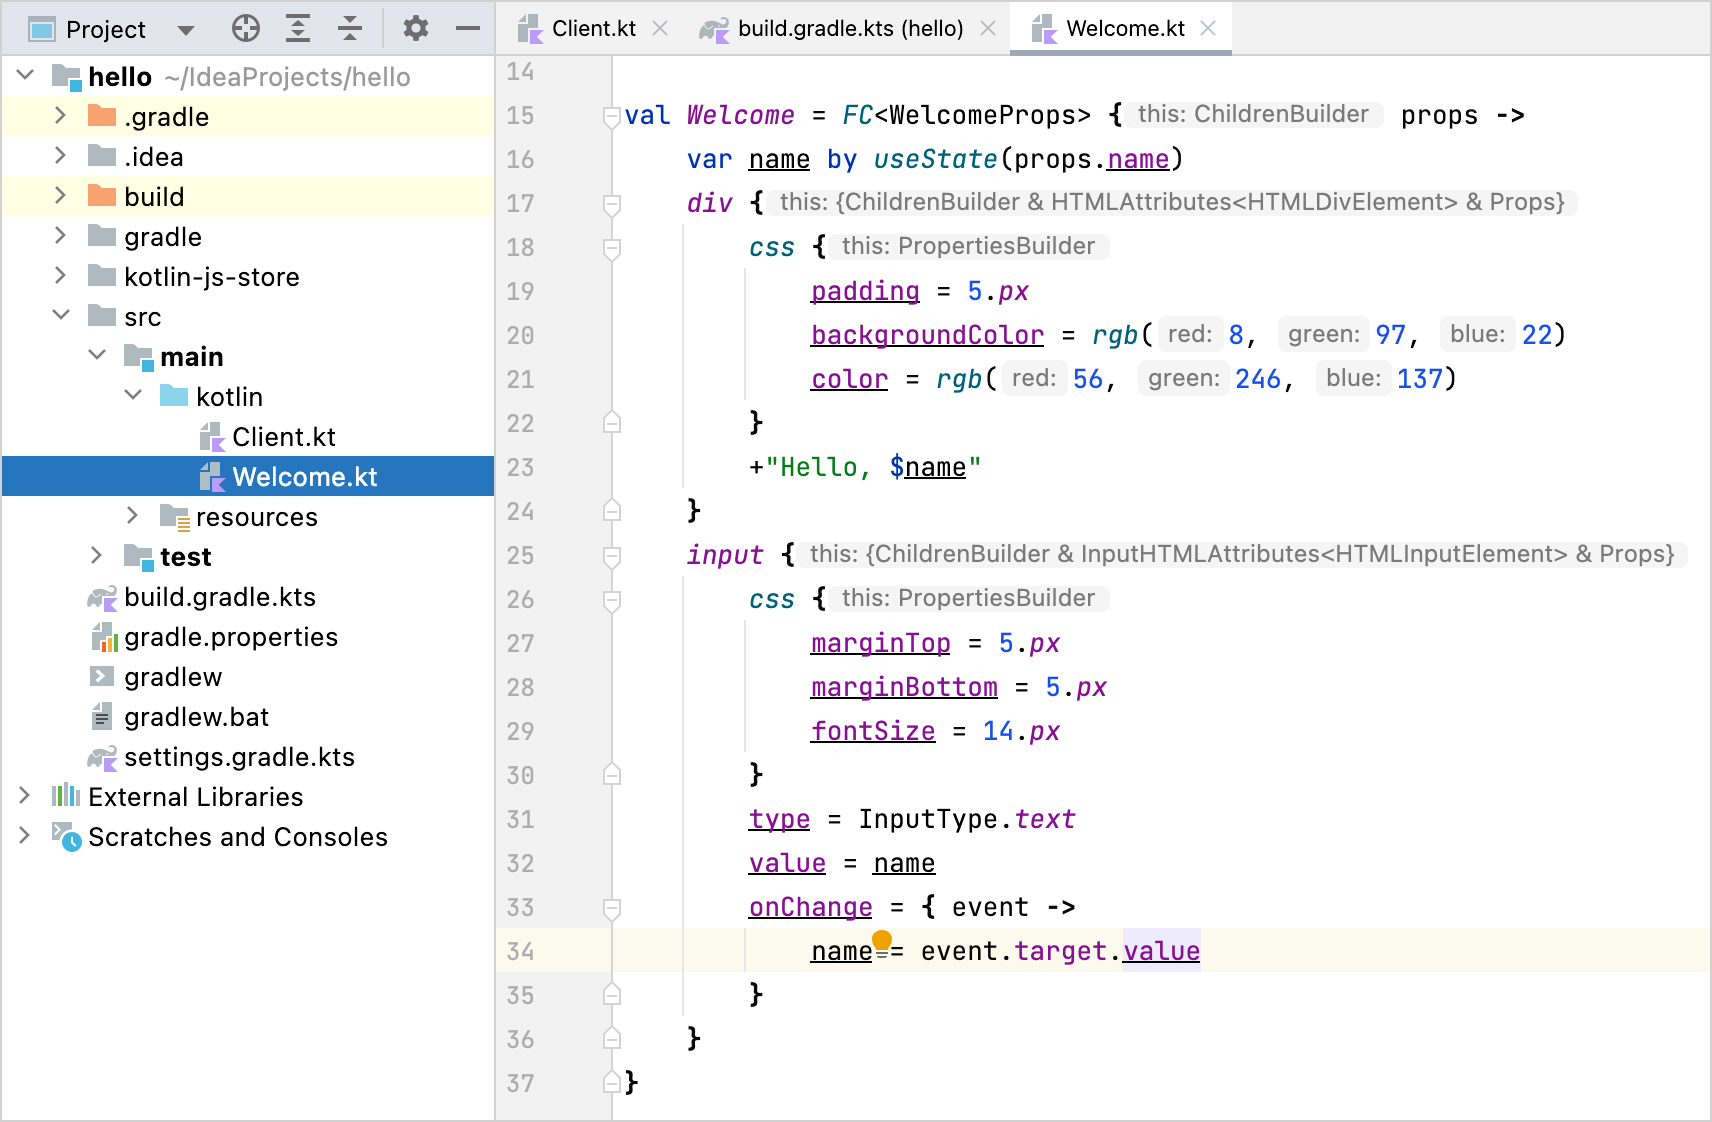 Project
hello ~/IdeaProjects/hello
.gradle
.idea
build
gradle
kotlin-js-store
src
main
kotlin
Client.kt
Welcome.kt
resources
test
build.gradle.kts
gradle.properties
gradlew
gradlew.bat
settings.gradle.kts
External Libraries
Scratches and Consoles
Client.kt build.gradle.kts (hello) Welcome.kt
14
15 val Welcome = FC<WelcomeProps> { this: ChildrenBuilder props ->
16 var name by useState(props.name)
17 div { this: {ChildrenBuilder & HTMLAttributes<HTMLDivElement> & Props}
18 css { this: PropertiesBuilder
19 padding = 5.px
20 backgroundColor = rgb( red: 8, green: 97, blue: 22)
21 color = rgb( red: 56, green: 246, blue: 137)
22 }
23 +"Hello, $name"
24 }
25 input { this: {ChildrenBuilder & InputHTMLAttributes<HTMLInputElement> & Props}
26 css { this: PropertiesBuilder
27 marginTop = 5.px
28 marginBottom = 5.px
29 fontSize = 14.px
30 }
31 type = InputType.text
32 value = name
33 onChange = { event ->
34 name = event.target.value
35 }
36 }
37 }